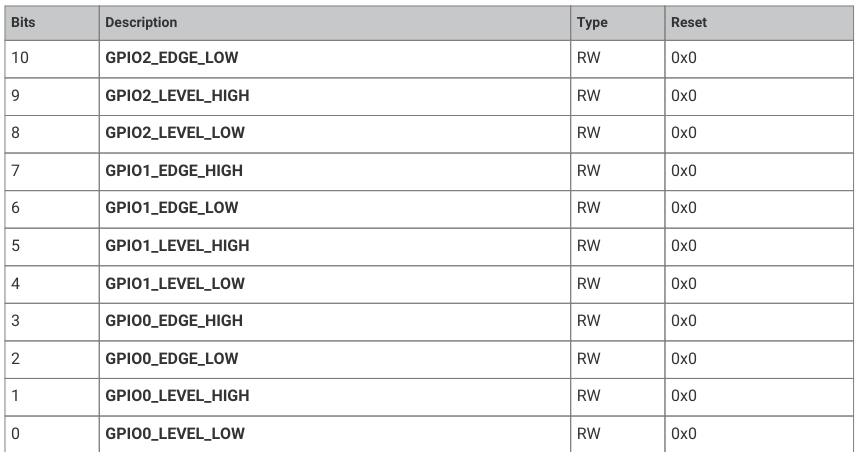 Bits Description Type Reset
10 GPIO2_EDGE_LOW RW 0x0
9 GPIO2_LEVEL_HIGH RW 0x0
8 GPIO2_LEVEL_LOW RW 0x0
7 GPIO1_EDGE_HIGH RW 0x0
6 GPIO1_EDGE_LOW RW 0x0
5 GPIO1_LEVEL_HIGH RW 0x0
4 GPIO1_LEVEL_LOW RW 0x0
3 GPIO0_EDGE_HIGH RW 0x0
2 GPIO0_EDGE_LOW RW 0x0
1 GPIO0_LEVEL_HIGH RW 0x0
0 GPIO0_LEVEL_LOW RW 0x0